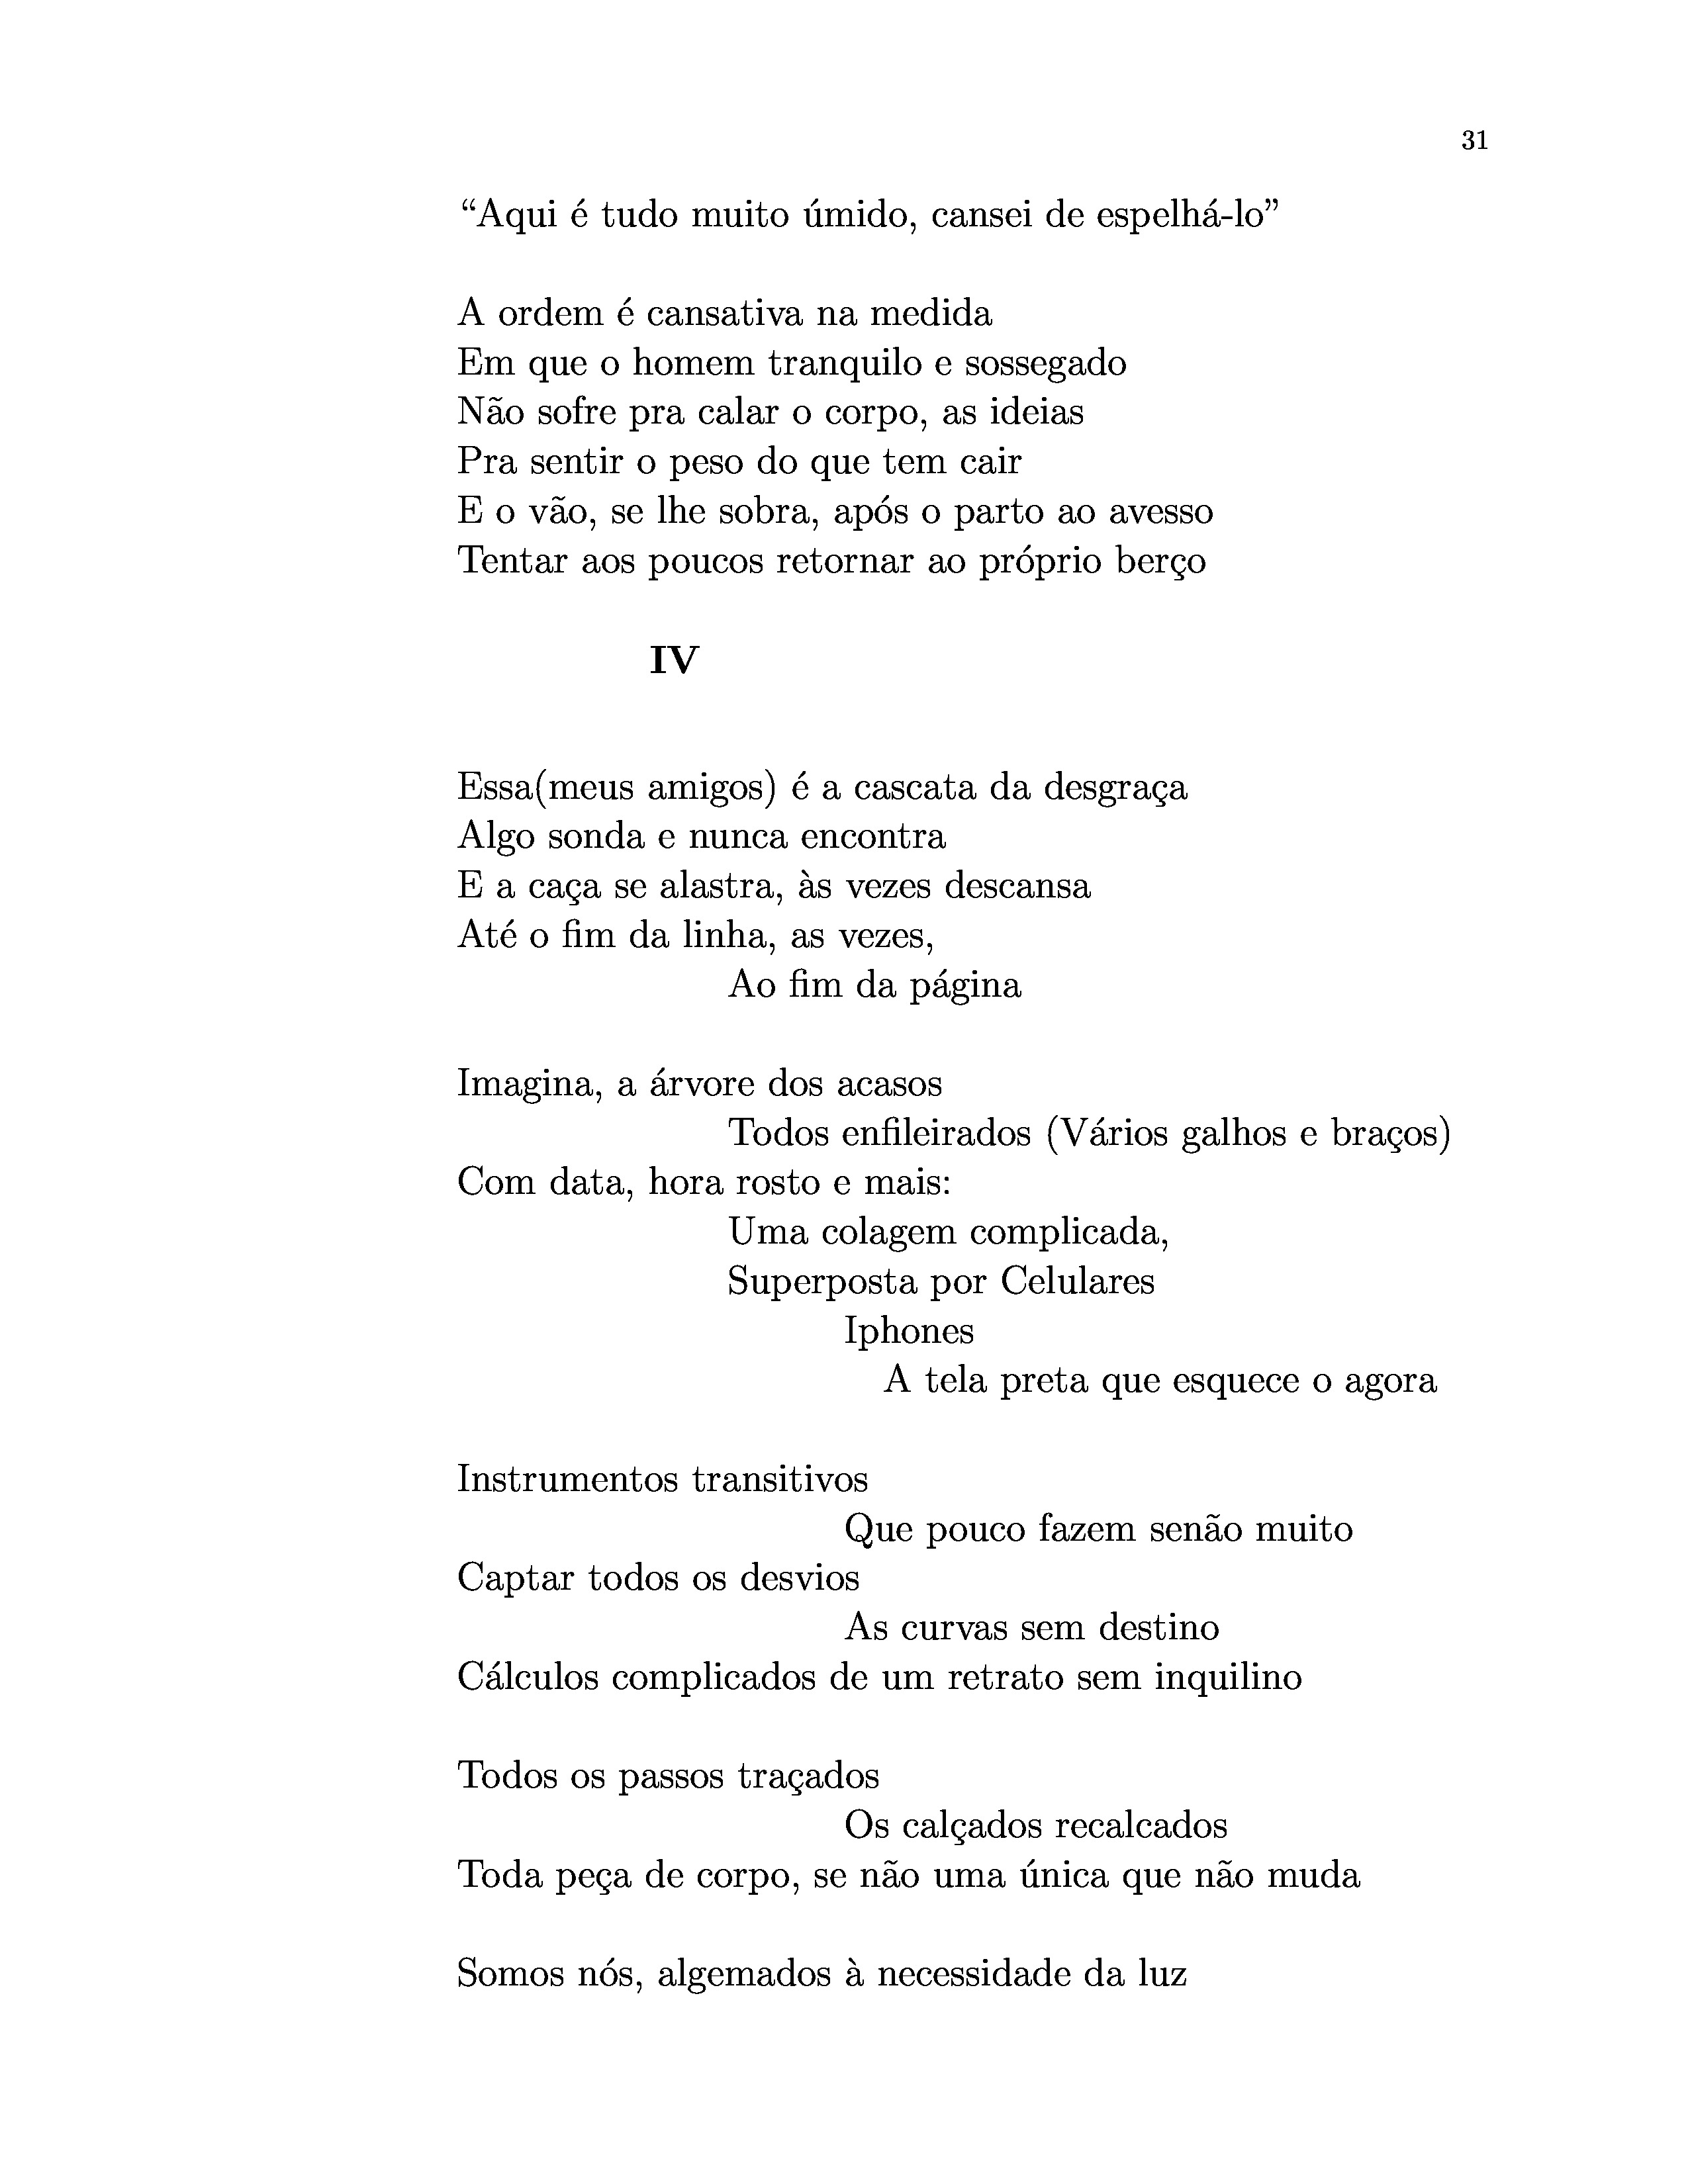 31
“Aqui é tudo muito úmido, cansei de espelhá-lo”
A ordem é cansativa na medida
Em que o homem tranquilo e sossegado
Não sofre pra calar o corpo, as ideias
Pra sentir o peso do que tem cair
E o vão, se lhe sobra, após o parto ao avesso
Tentar aos poucos retornar ao próprio berço
IV
Essa(meus amigos) é a cascata da desgraça
Algo sonda e nunca encontra
E a caça se alastra, às vezes descansa
Até o fim da linha, as vezes,
Ao fim da página
Imagina, a árvore dos acasos
Todos enfileirados (Vários galhos e braços)
Com data, hora rosto e mais:
Uma colagem complicada,
Superposta por Celulares
Iphones
A tela preta que esquece o agora
Instrumentos transitivos
Que pouco fazem senão muito
Captar todos os desvios
As curvas sem destino
Cálculos complicados de um retrato sem inquilino
Todos os passos traçados
Os calçados recalcados
Toda peça de corpo, se não uma única que não muda
Somos nós, algemados à necessidade da luz